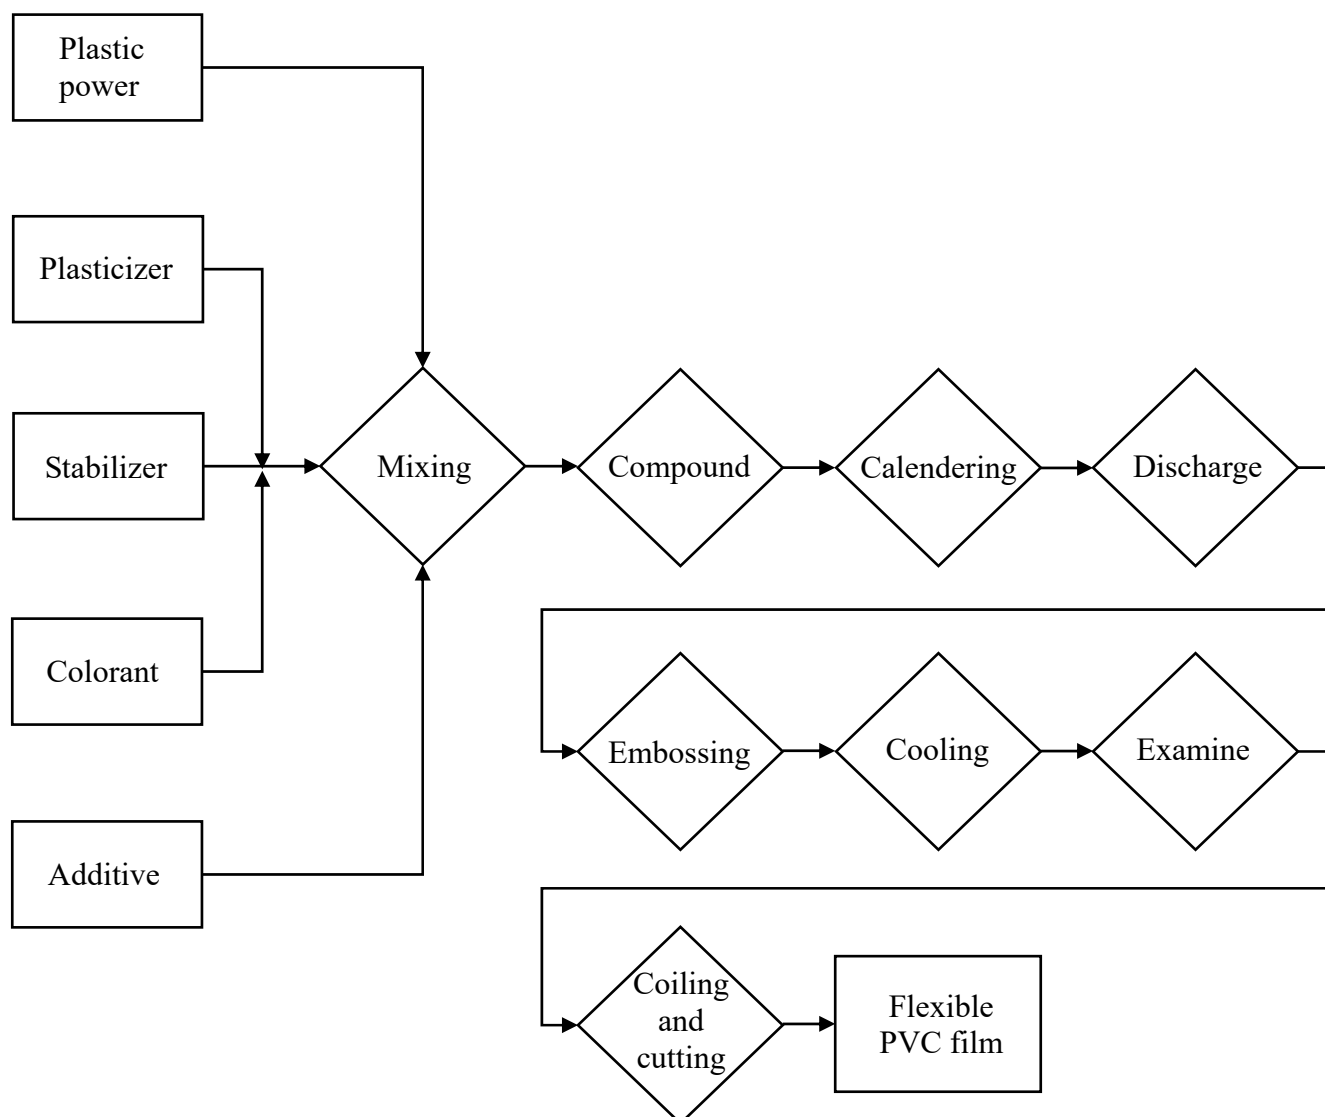 Plastic
power
Plasticizer
Stabilizer
Colorant
Additive
Mixing
Compound
Calendering
Discharge
Embossing
Cooling
Examine
Coiling
and
cutting
Flexible
PVC film